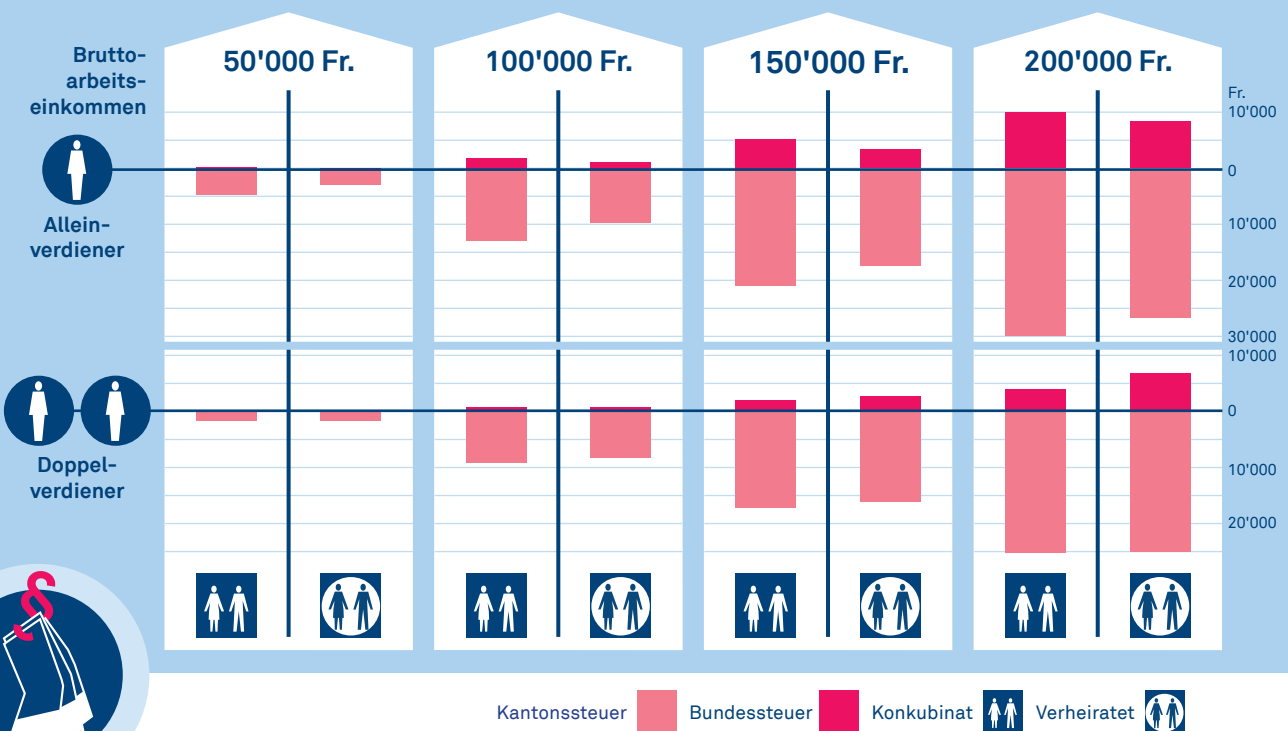 Brutto-
arbeits-
einkommen
50'000 Fr.
100'000 Fr.
150'000 Fr.
200'000 Fr.
Fr.
10'000
0
10'000
20'000
30'000
Allein-
verdiener
10'000
0
10'000
20'000
Doppel-
verdiener
§
Kantonssteuer
Bundessteuer
Konkubinat
Verheiratet